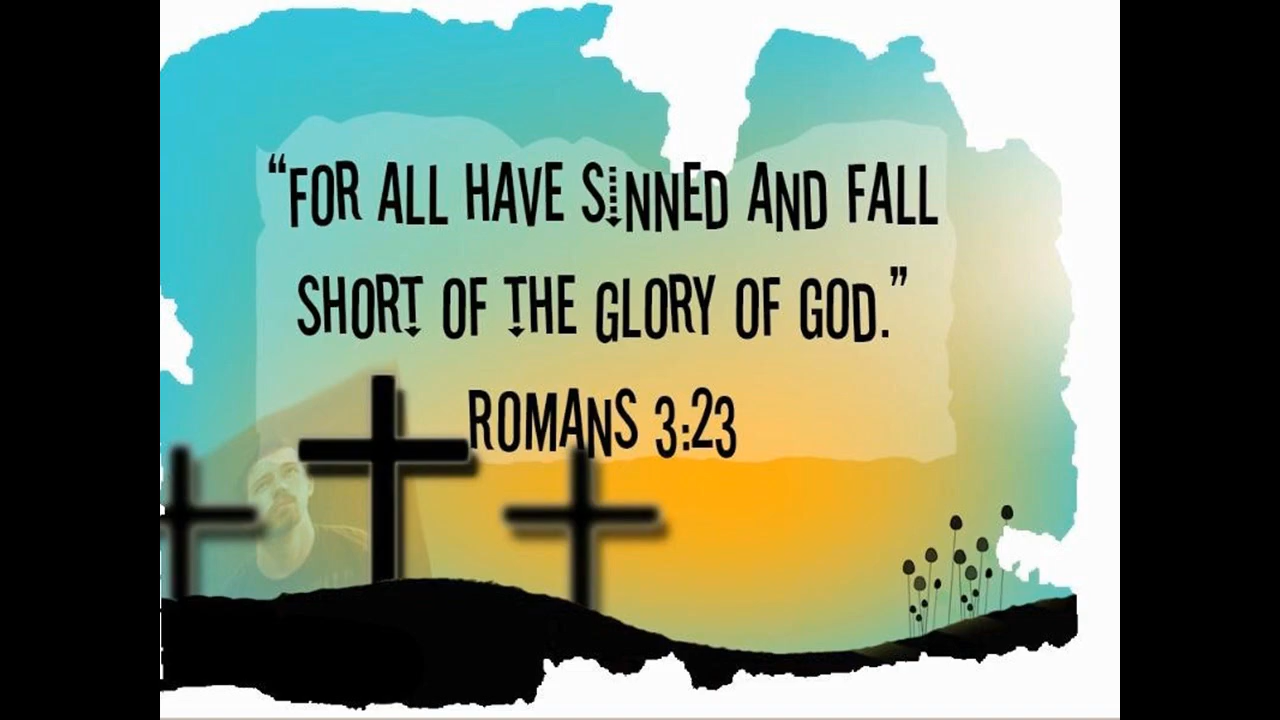 “FOR ALL HAVE SINNED AND FALL
SHORT OF THE GLORY OF GOD.”
ROMANS 3:23